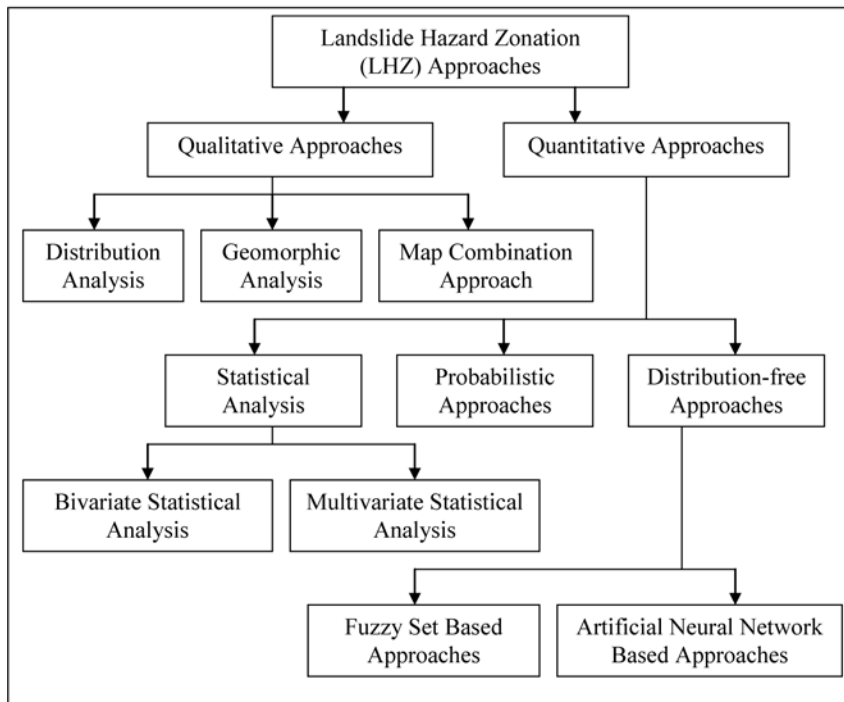 Landslide Hazard Zonation
(LHZ) Approaches
Qualitative Approaches
Quantitative Approaches
Distribution
Analysis
Geomorphic
Analysis
Map Combination
Approach
Statistical
Analysis
Probabilistic
Approaches
Distribution-free
Approaches
Bivariate Statistical
Analysis
Multivariate Statistical
Analysis
Fuzzy Set Based
Approaches
Artificial Neural Network
Based Approaches